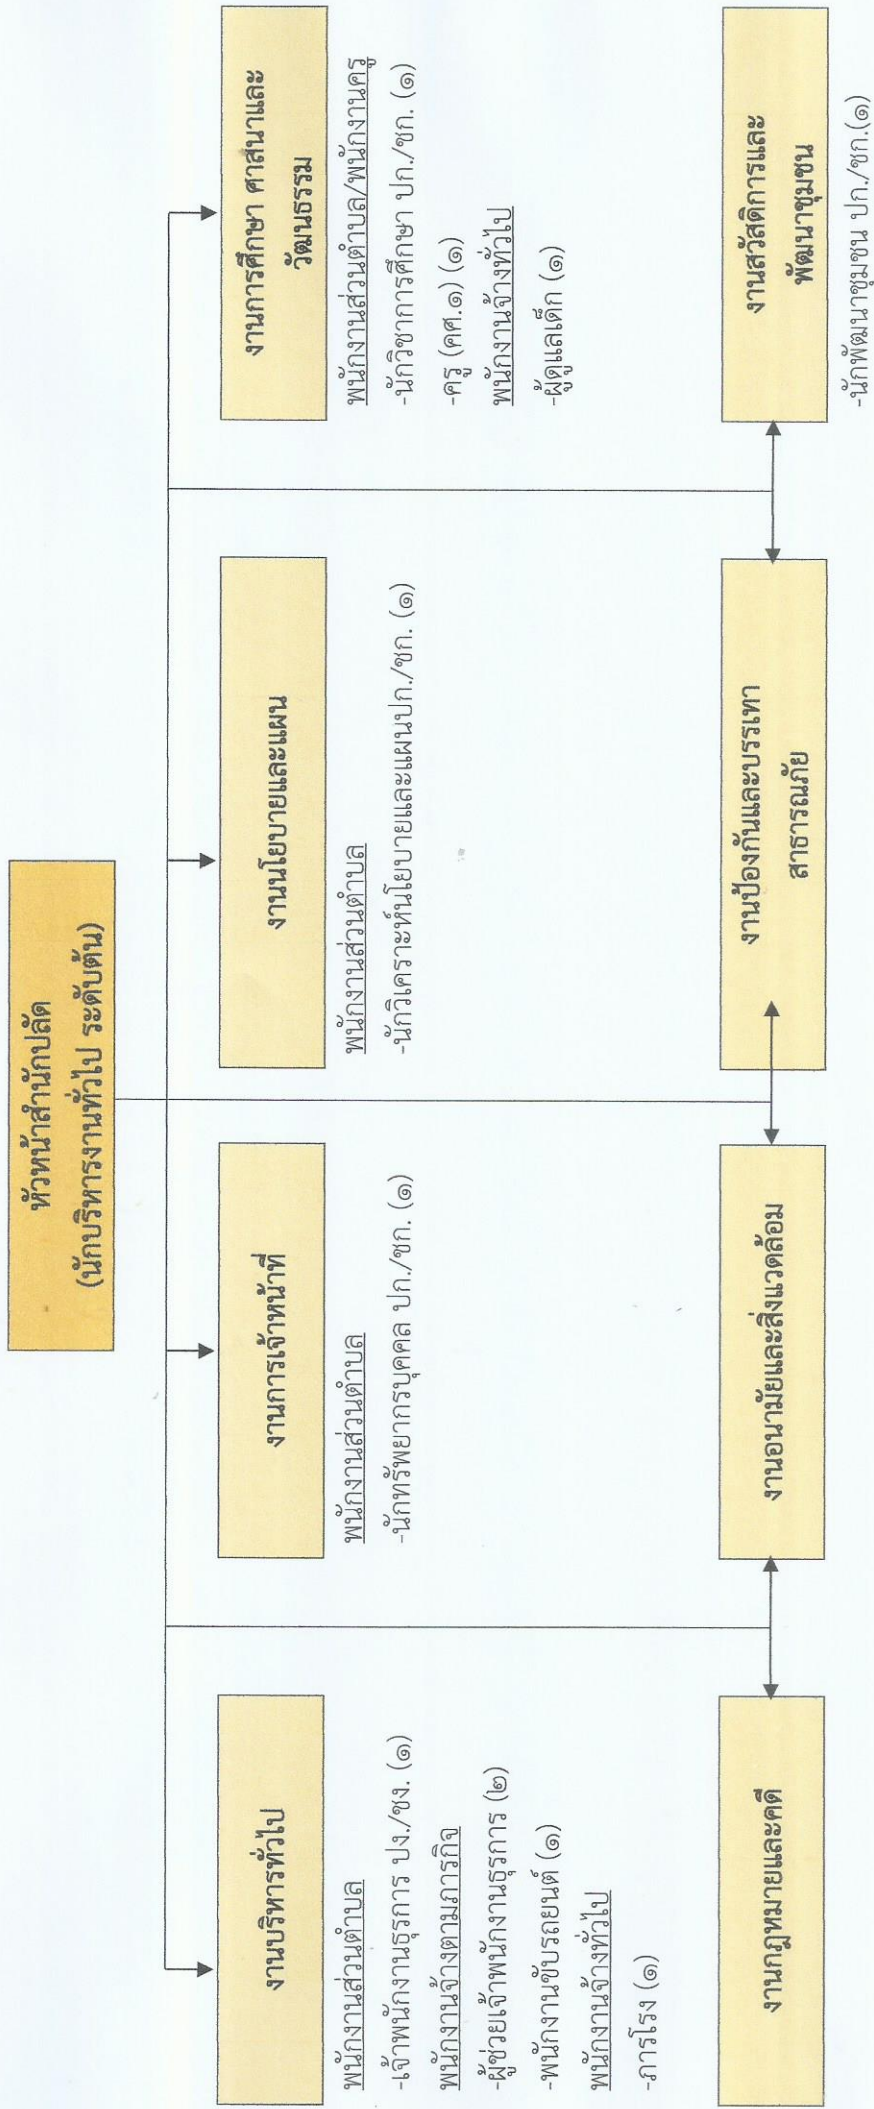 หัวหน้าสำนักปลัด
(นักบริหารงานทั่วไป ระดับต้น)
งานบริหารทั่วไป
พนักงานส่วนตำบล
-เจ้าพนักงานธุรการ ปง./ชง. (๑)
พนักงานจ้างตามภารกิจ
-ผู้ช่วยเจ้าพนักงานธุรการ (๒)
-พนักงานขับรถยนต์ (๑)
พนักงานจ้างทั่วไป
-ภารโรง (๑)
งานการเจ้าหน้าที่
พนักงานส่วนตำบล
-นักทรัพยากรบุคคล ปก./ชก. (๑)
งานนโยบายและแผน
พนักงานส่วนตำบล
-นักวิเคราะห์นโยบายและแผนปก./ชก. (๑)
งานการศึกษา ศาสนาและ
วัฒนธรรม
พนักงานส่วนตำบล/พนักงานครู
-นักวิชาการศึกษา ปก./ชก. (๑)
-ครู (คศ.๑) (๑)
พนักงานจ้างทั่วไป
-ผู้ดูแลเด็ก (๑)
งานกฎหมายและคดี
งานอนามัยและสิ่งแวดล้อม
งานป้องกันและบรรเทา
สาธารณภัย
งานสวัสดิการและ
พัฒนาชุมชน
-นักพัฒนาชุมชน ปก./ชก.(๑)